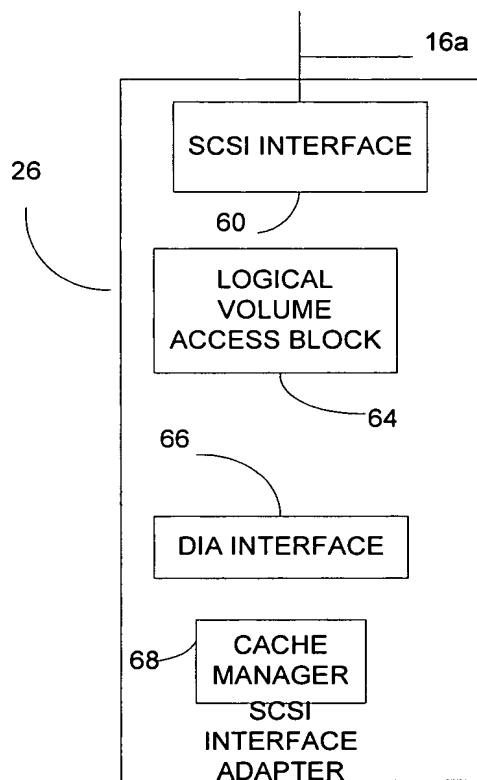 16a
SCSI INTERFACE
26
60
LOGICAL
VOLUME
ACCESS BLOCK
64
66
DIA INTERFACE
68
CACHE
MANAGER
SCSI
INTERFACE
ADAPTER